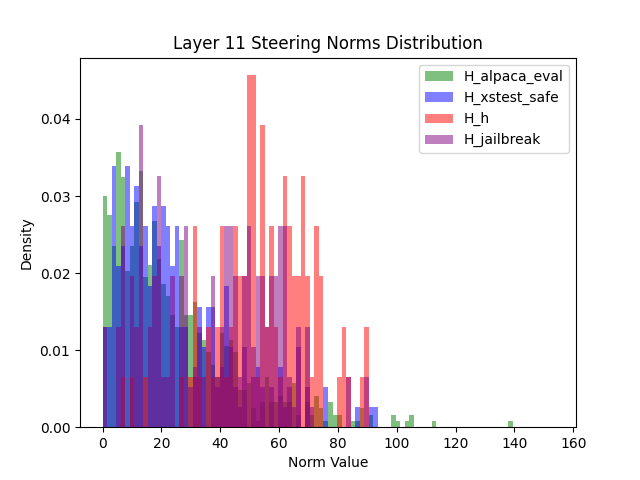 Layer 11 Steering Norms Distribution
H_alpaca_eval
H_xstest_safe
H_h
H_jailbreak
Density
0.04
0.03
0.02
0.01
0.00
0 20 40 60 80 100 120 140 160
Norm Value